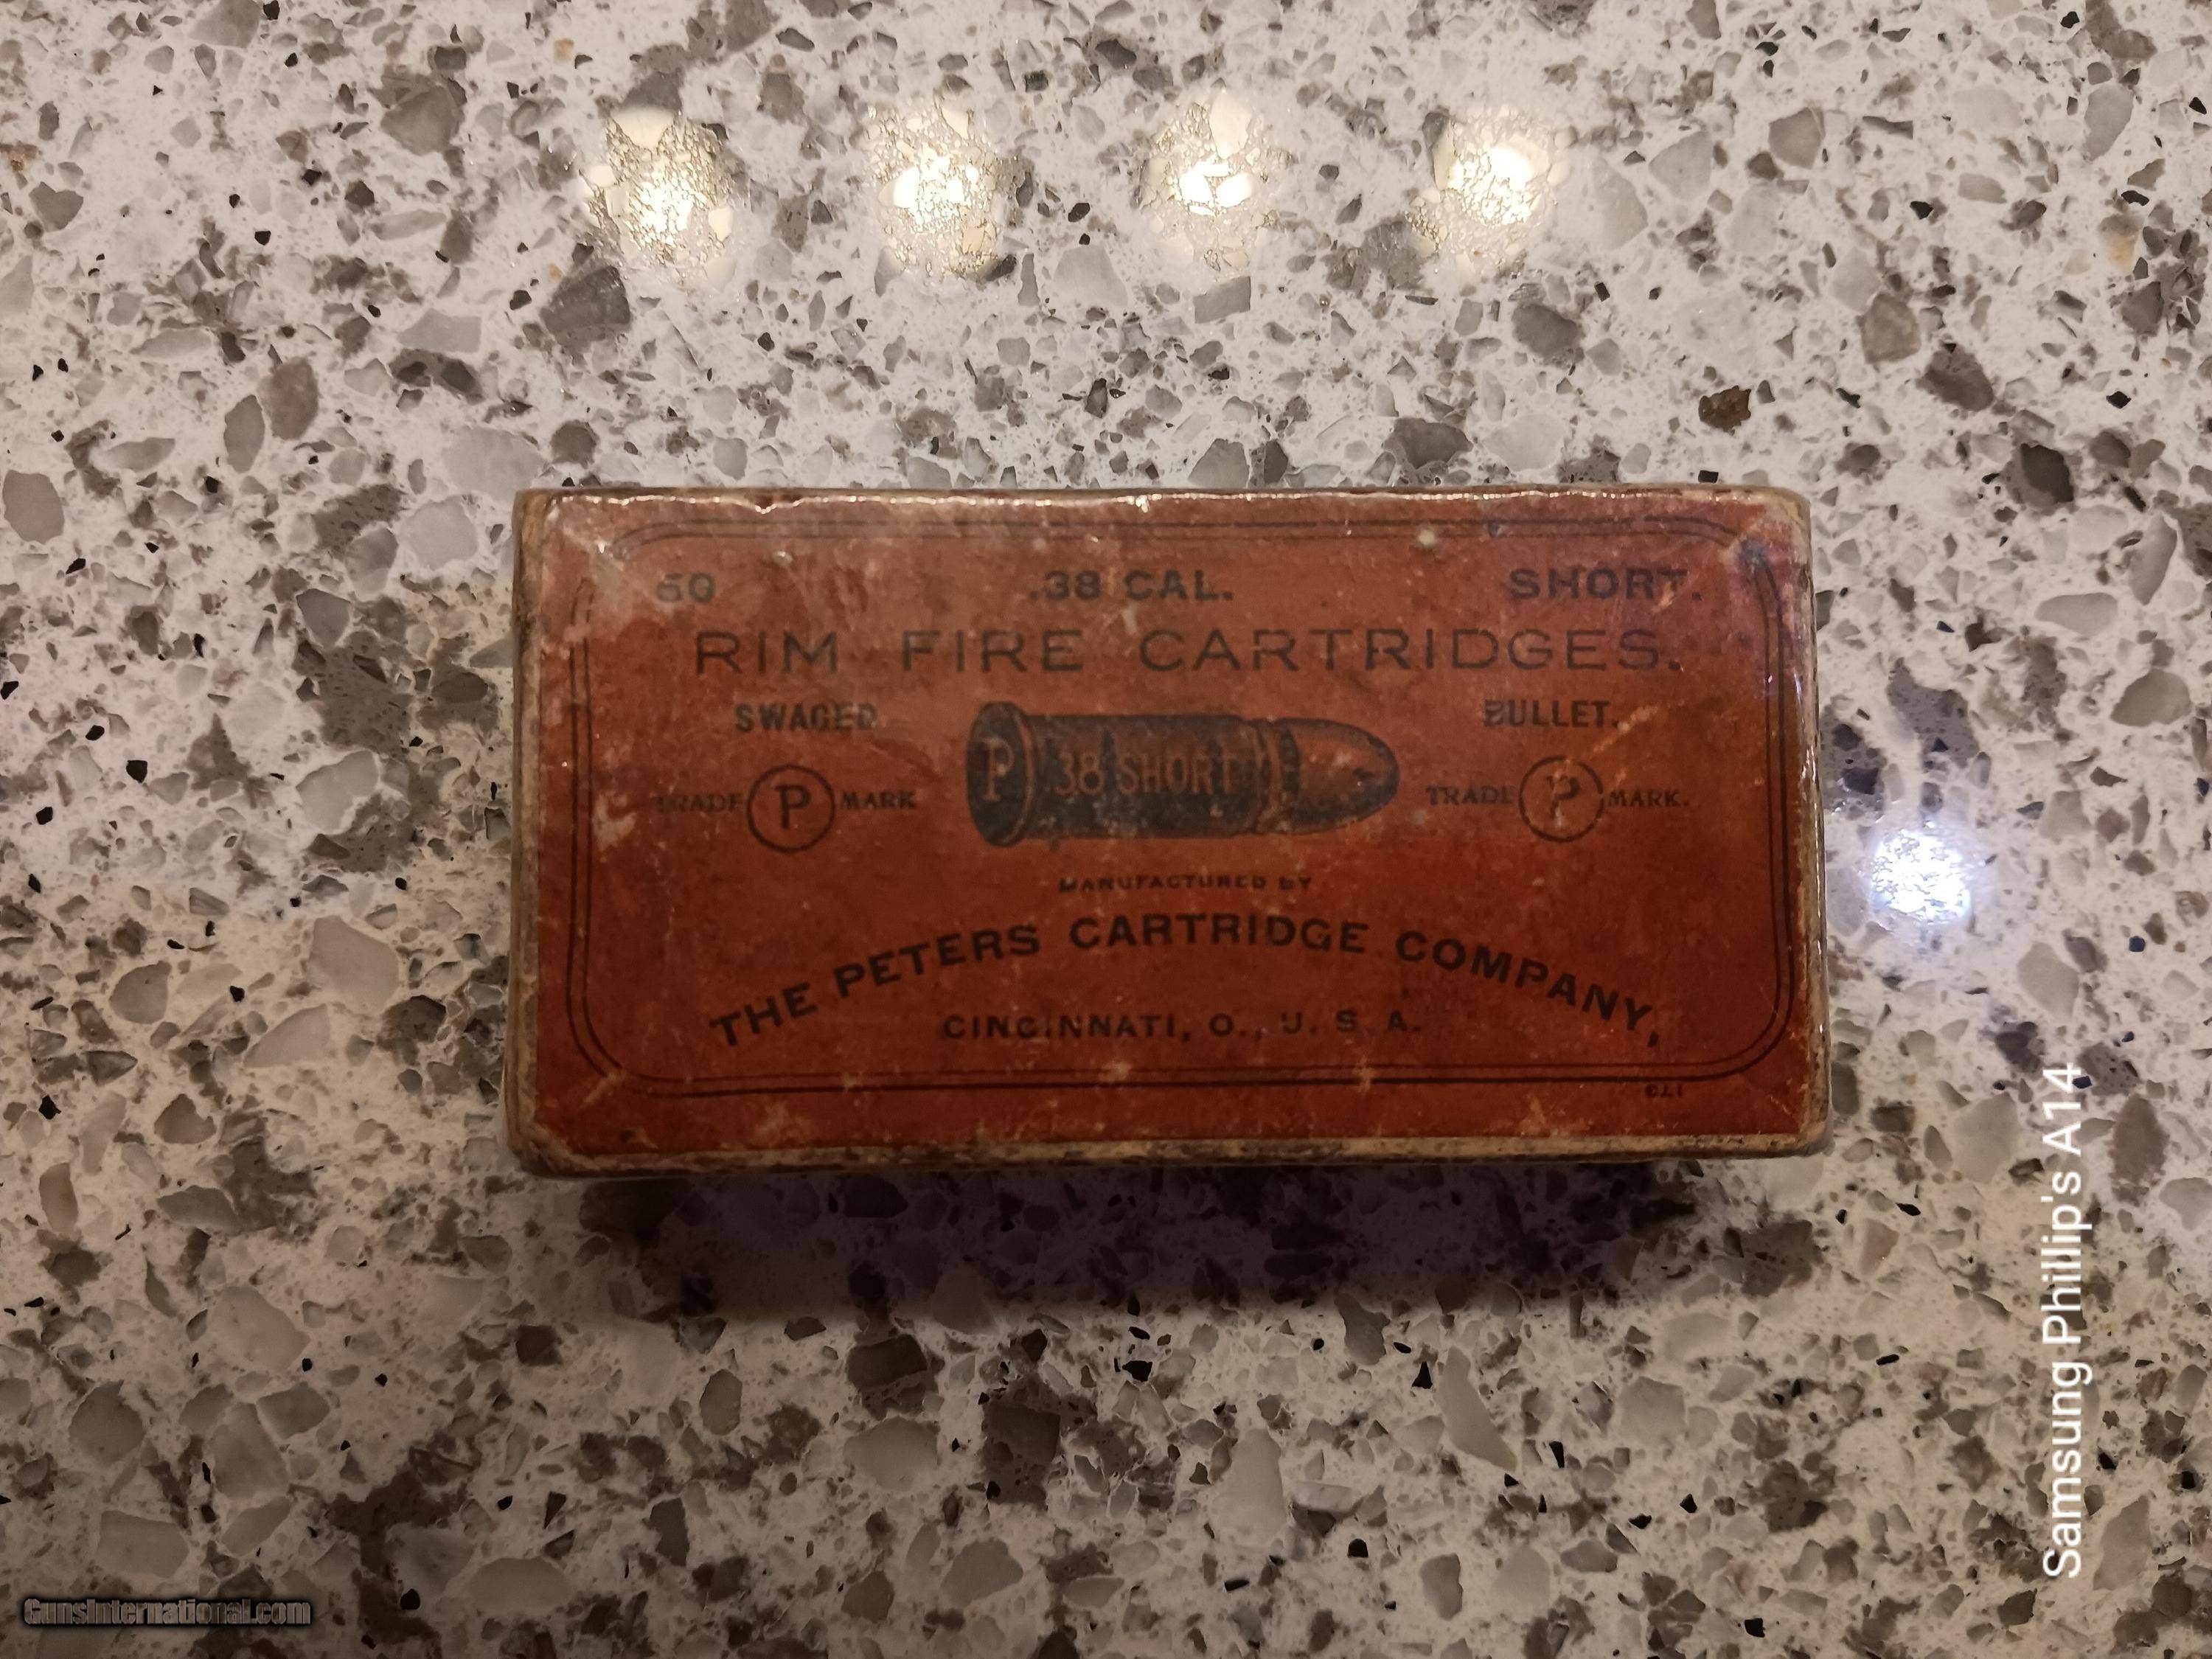 50 .38 CAL. SHORT.
RIM FIRE CARTRIDGES.
SWAGED BULLET.
P .38 SHORT
TRADE P MARK TRADE P MARK.
MANUFACTURED BY
THE PETERS CARTRIDGE COMPANY,
CINCINNATI, O., U. S. A.
173
Samsung Phillip's A14
GunsInternational.com